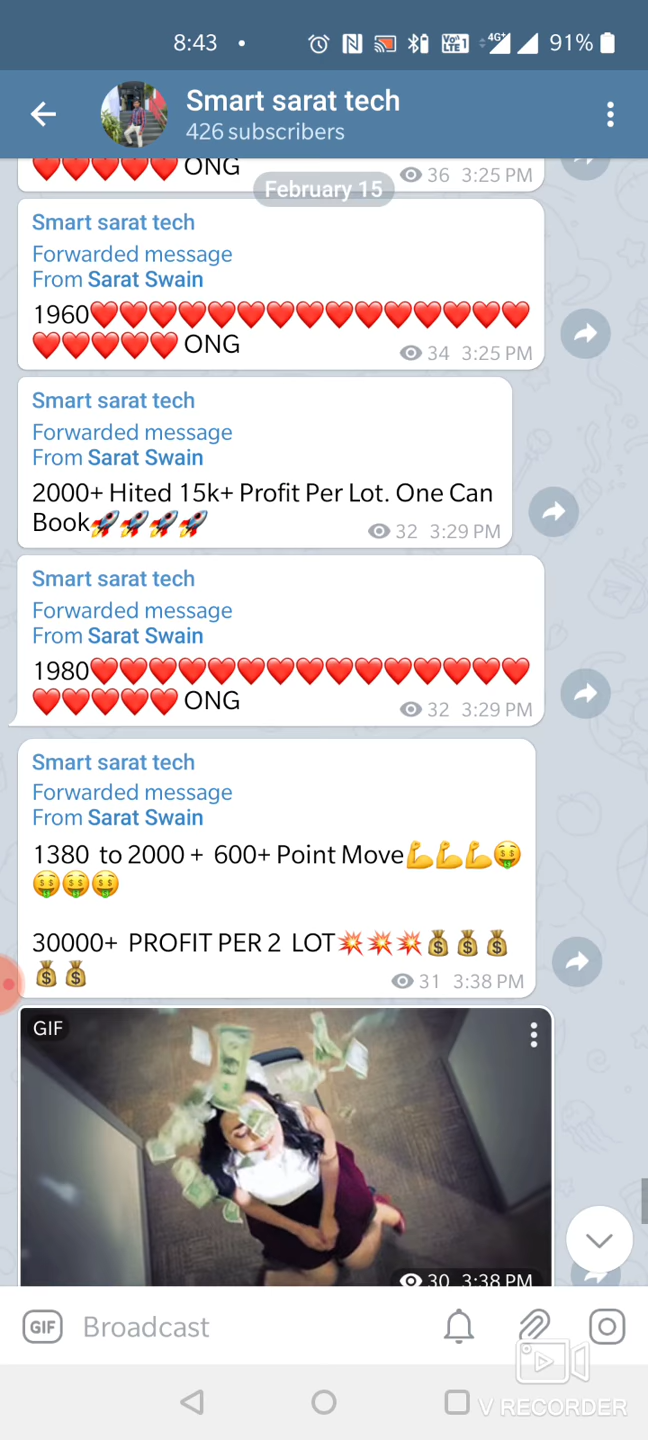 8:43
VoLTE1
4G+
91%
Smart sarat tech
426 subscribers
❤️❤️❤️❤️❤️ ONG
36 3:25 PM
February 15
Smart sarat tech
Forwarded message
From Sarat Swain
1960❤️❤️❤️❤️❤️❤️❤️❤️❤️❤️❤️❤️❤️❤️❤️
❤️❤️❤️❤️❤️ ONG
34 3:25 PM
Smart sarat tech
Forwarded message
From Sarat Swain
2000+ Hited 15k+ Profit Per Lot. One Can
Book🚀🚀🚀🚀
32 3:29 PM
Smart sarat tech
Forwarded message
From Sarat Swain
1980❤️❤️❤️❤️❤️❤️❤️❤️❤️❤️❤️❤️❤️❤️❤️
❤️❤️❤️❤️❤️ ONG
32 3:29 PM
Smart sarat tech
Forwarded message
From Sarat Swain
1380 to 2000 + 600+ Point Move💪💪💪🤑
🤑🤑🤑
30000+ PROFIT PER 2 LOT💥💥💥💰💰💰
💰💰
31 3:38 PM
GIF
30 3:38 PM
GIF
Broadcast
V RECORDER